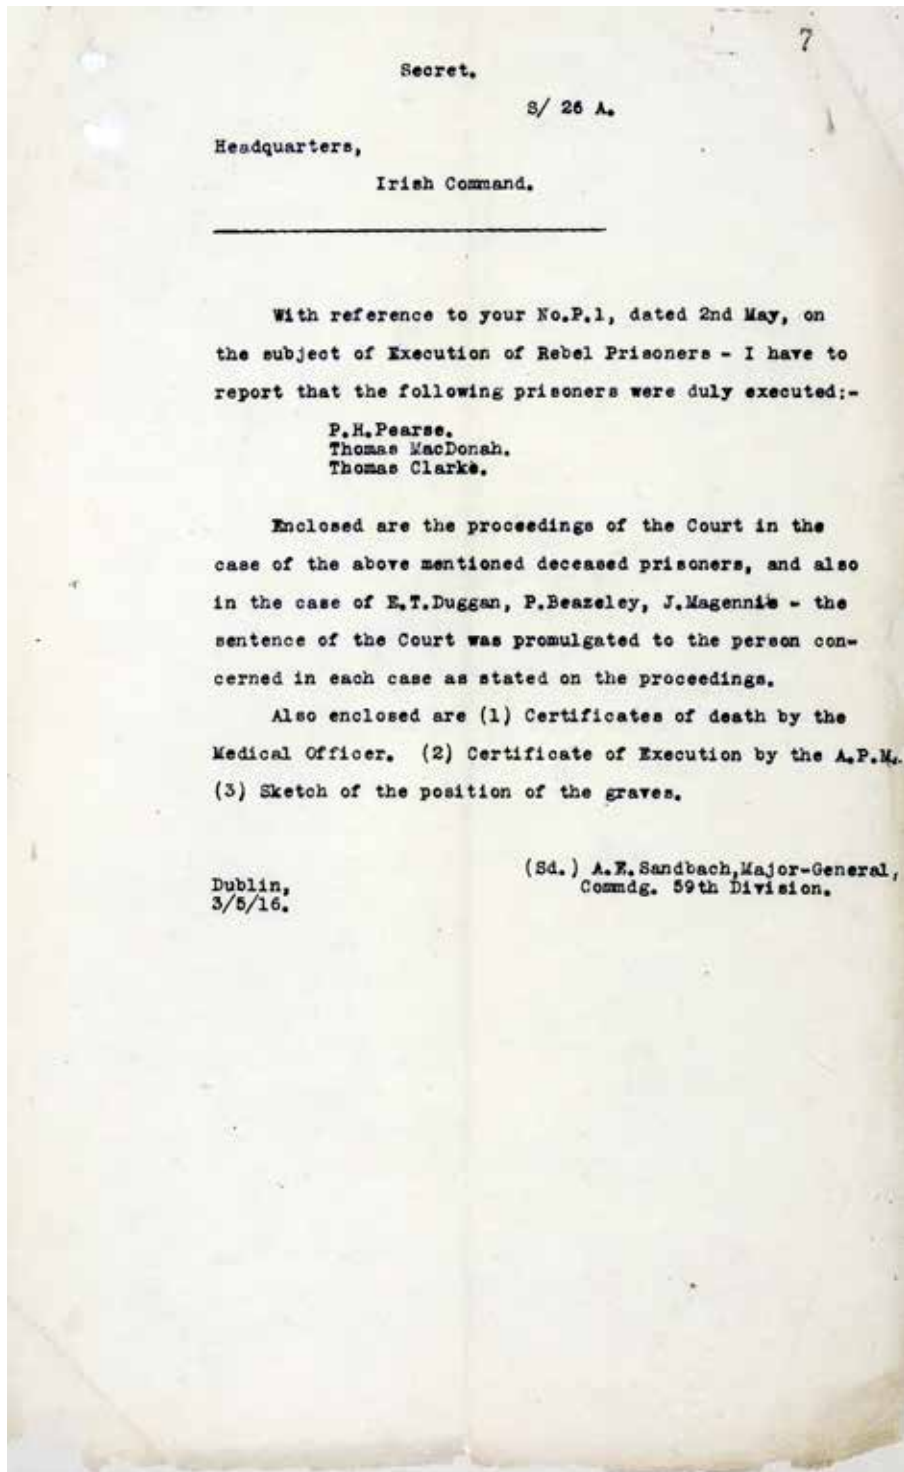 7
Secret.
S/ 26 A.
Headquarters,
Irish Command.
With reference to your No.P.1, dated 2nd May, on
the subject of Execution of Rebel Prisoners - I have to
report that the following prisoners were duly executed:-
P.H.Pearse.
Thomas MacDonah.
Thomas Clarke.
Enclosed are the proceedings of the Court in the
case of the above mentioned deceased prisoners, and also
in the case of E.T.Duggan, P.Beazeley, J.Magennis - the
sentence of the Court was promulgated to the person con-
cerned in each case as stated on the proceedings.
Also enclosed are (1) Certificates of death by the
Medical Officer. (2) Certificate of Execution by the A.P.M.
(3) Sketch of the position of the graves.
(Sd.) A.E.Sandbach,Major-General,
Commdg. 59th Division.
Dublin,
3/5/16.